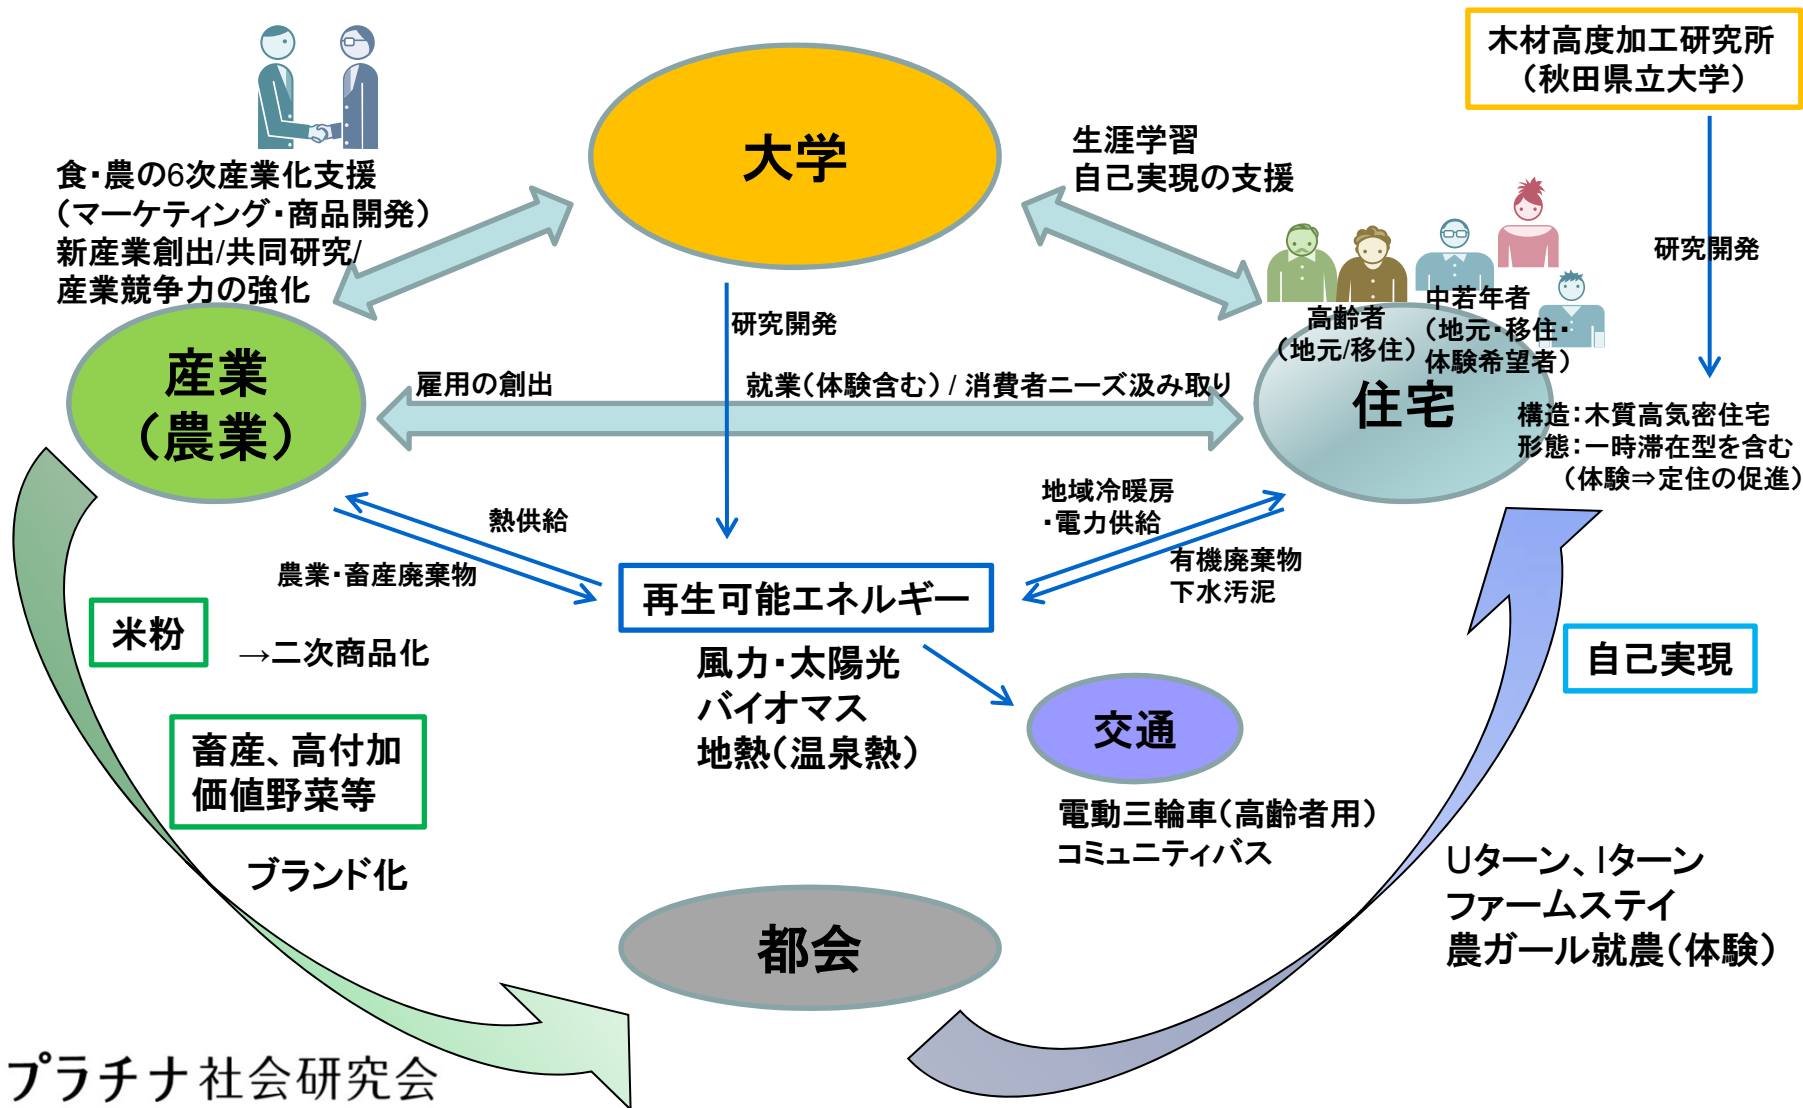 木材高度加工研究所
（秋田県立大学）
大学
生涯学習
自己実現の支援
食・農の6次産業化支援
（マーケティング・商品開発）
新産業創出/共同研究/
産業競争力の強化
研究開発
研究開発
高齢者
（地元/移住）
中若年者
（地元・移住・
体験希望者）
産業
（農業）
雇用の創出
就業（体験含む） / 消費者ニーズ汲み取り
住宅
構造：木質高気密住宅
形態：一時滞在型を含む
（体験⇒定住の促進）
熱供給
農業・畜産廃棄物
地域冷暖房
・電力供給
有機廃棄物
下水汚泥
再生可能エネルギー
風力・太陽光
バイオマス
地熱（温泉熱）
米粉
→二次商品化
畜産、高付加
価値野菜等
ブランド化
交通
電動三輪車（高齢者用）
コミュニティバス
自己実現
Uターン、Iターン
ファームステイ
農ガール就農（体験）
都会
プラチナ社会研究会